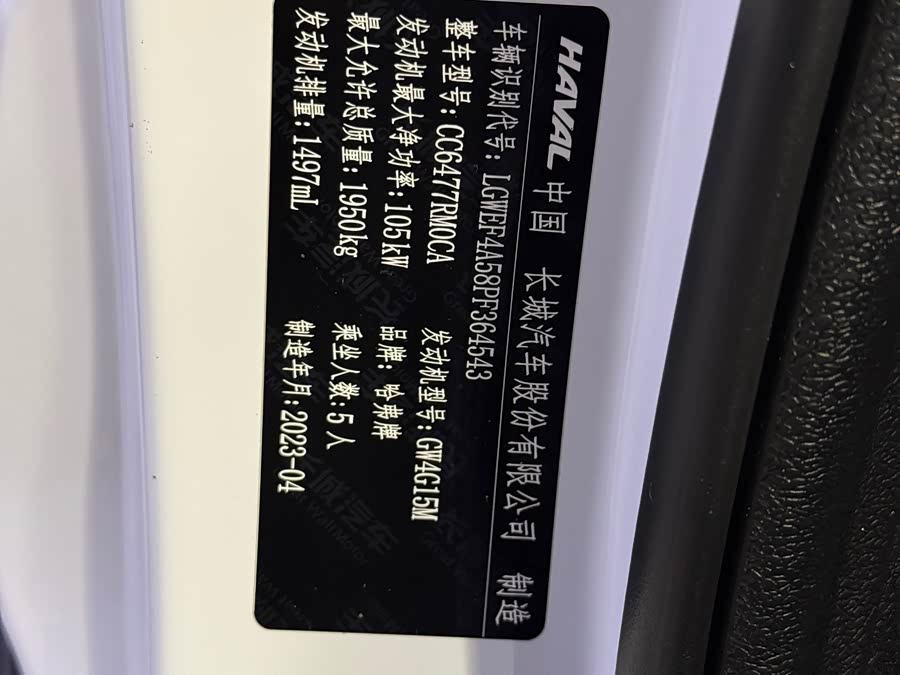 HAVAL 中国 长城汽车股份有限公司 制造
车辆识别代号:LGWEF4A58PF364543
整车型号:CC6477RM0CA 发动机型号:GW4G15M
发动机最大净功率:105kW 品牌:哈弗牌
最大允许总质量:1950kg 乘坐人数:5人
发动机排量:1497mL 制造年月:2023-04